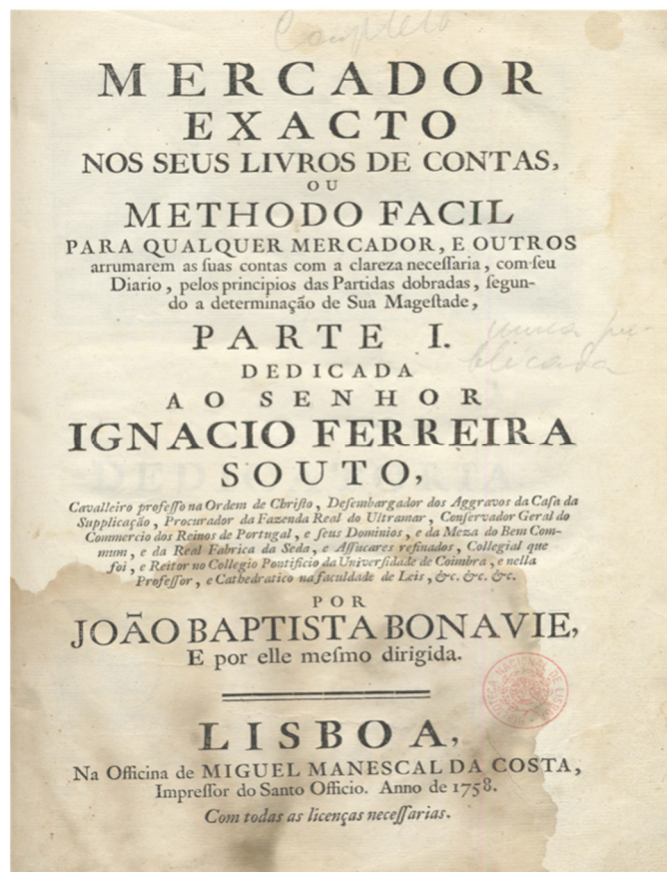 Completo
MERCADOR
EXACTO
NOS SEUS LIVROS DE CONTAS,
OU
METHODO FACIL
PARA QUALQUER MERCADOR, E OUTROS
arrumarem as ſuas contas com a clareza neceſſaria, com ſeu
Diario, pelos principios das Partidas dobradas, ſegun-
do a determinação de Sua Mageſtade,
PARTE I.
nunca pu-
blicada
DEDICADA
AO SENHOR
IGNACIO FERREIRA
SOUTO,
Cavalleiro profeſſo na Ordem de Chriſto, Deſembargador dos Aggravos da Caſa da
Supplicação, Procurador da Fazenda Real do Ultramar, Conſervador Geral do
Commercio dos Reinos de Portugal, e ſeus Dominios, e da Meza do Bem Com-
mum, e da Real Fabrica da Seda, e Aſſucares refinados, Collegial que
foi, e Reitor no Collegio Pontificio da Univerſidade de Coimbra, e nella
Profeſſor, e Cathedratico na faculdade de Leis, &c. &c. &c.
POR
JOÃO BAPTISTA BONAVIE,
E por elle meſmo dirigida.
LISBOA,
Na Officina de MIGUEL MANESCAL DA COSTA,
Impreſſor do Santo Officio. Anno de 1758.
Com todas as licenças neceſſarias.